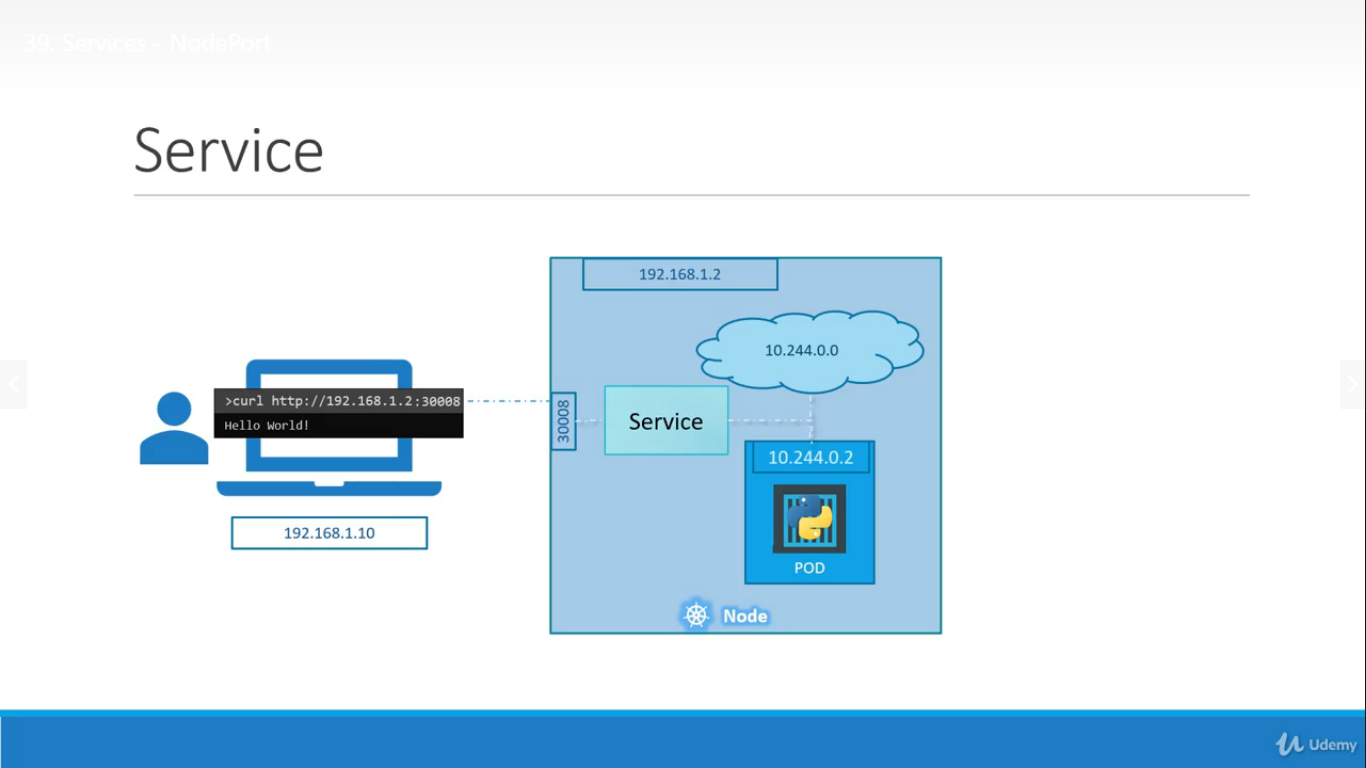 39. Services - NodePort
Service
192.168.1.2
10.244.0.0
>curl http://192.168.1.2:30008
Hello World!
30008
Service
10.244.0.2
POD
192.168.1.10
Node
Udemy